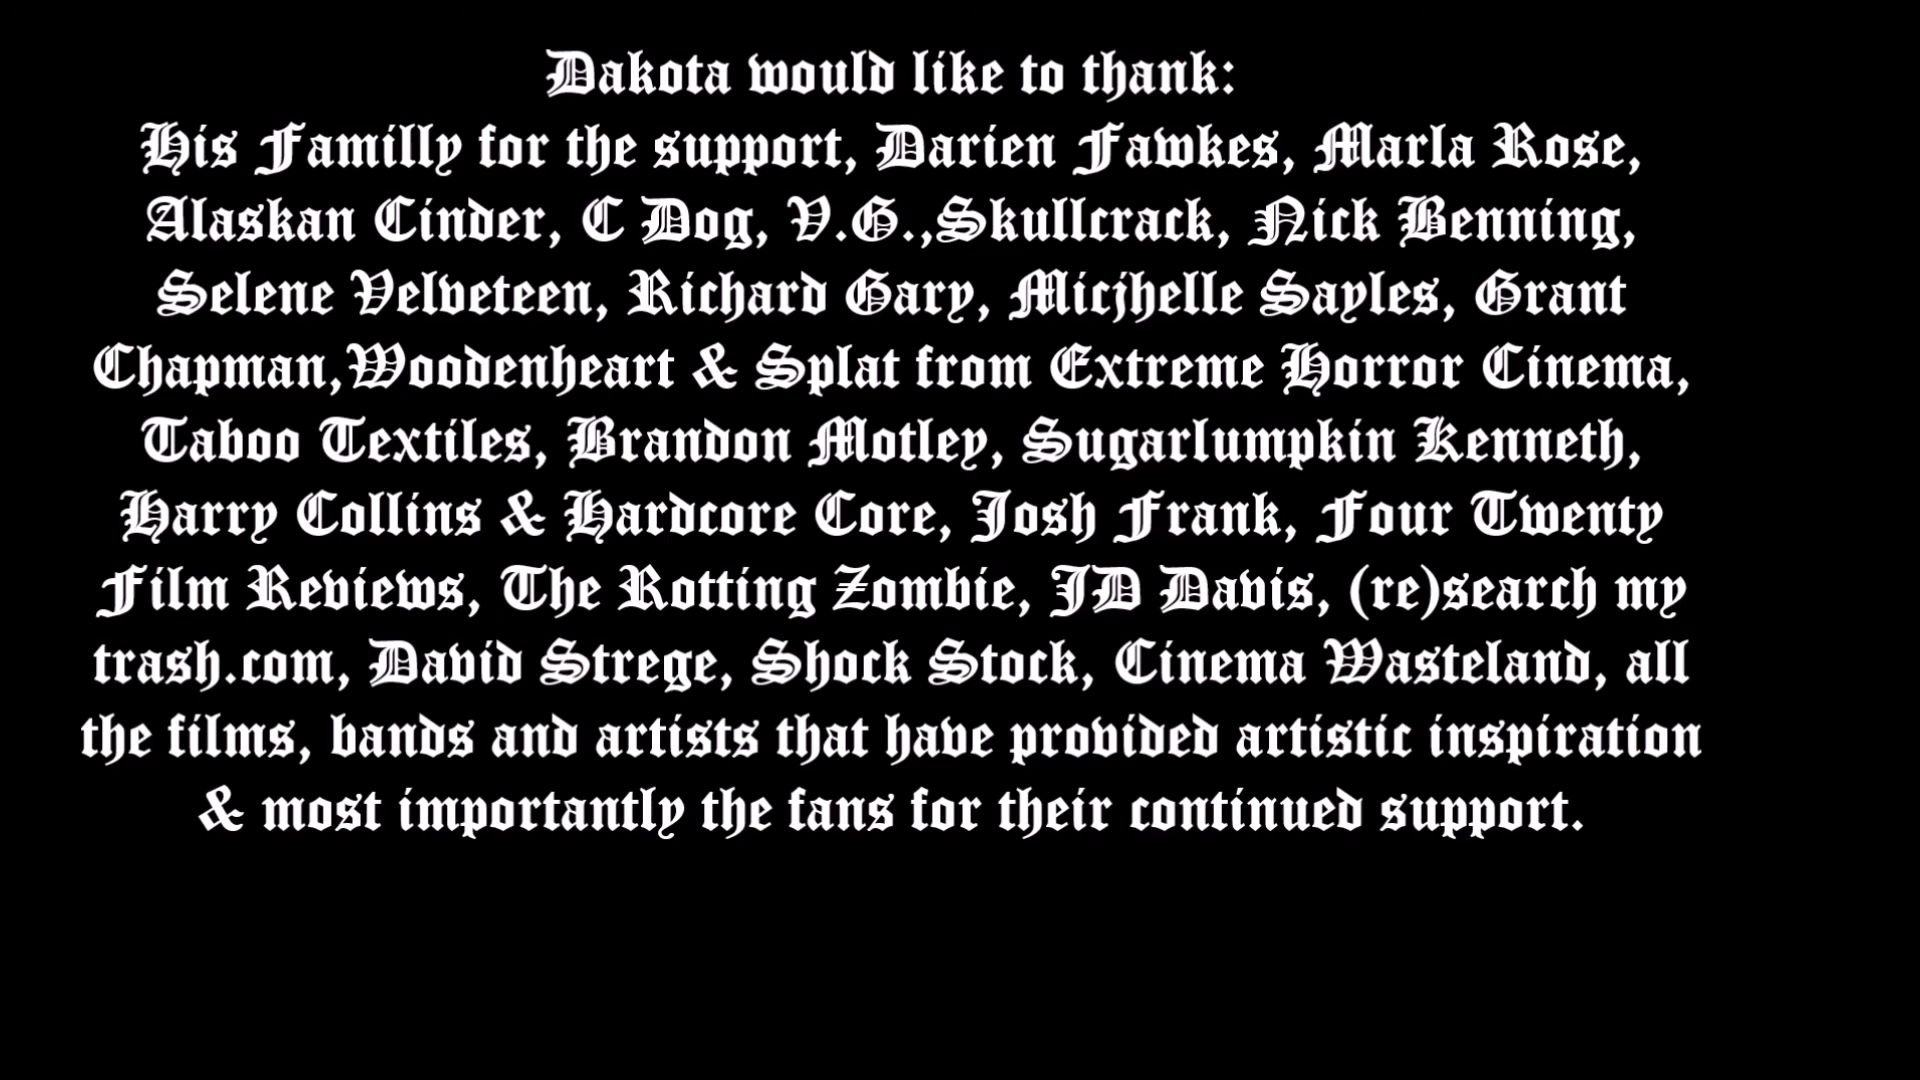 Dakota would like to thank:
His Familly for the support, Darien Fawkes, Marla Rose,
Alaskan Cinder, C Dog, V.G.,Skullcrack, Nick Benning,
Selene Velveteen, Richard Gary, Micjhelle Sayles, Grant
Chapman,Woodenheart & Splat from Extreme Horror Cinema,
Taboo Textiles, Brandon Motley, Sugarlumpkin Kenneth,
Harry Collins & Hardcore Core, Josh Frank, Four Twenty
Film Reviews, The Rotting Zombie, JD Davis, (re)search my
trash.com, David Strege, Shock Stock, Cinema Wasteland, all
the films, bands and artists that have provided artistic inspiration
& most importantly the fans for their continued support.